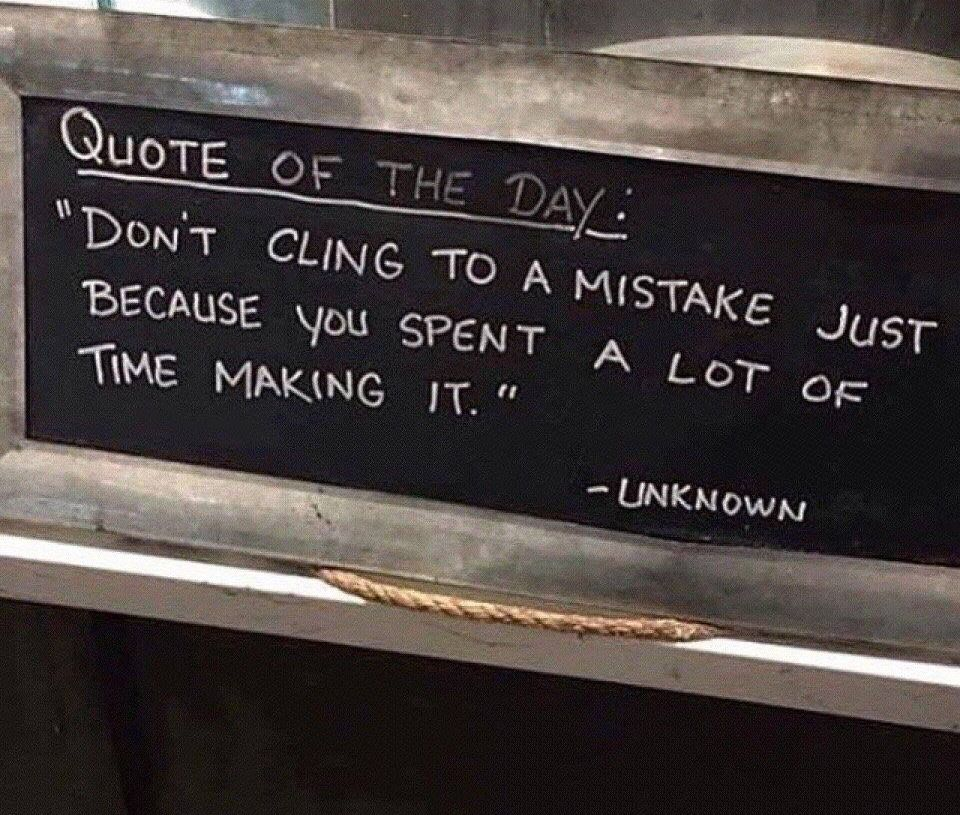 QUOTE OF THE DAY:
"DON'T CLING TO A MISTAKE JUST
BECAUSE YOU SPENT A LOT OF
TIME MAKING IT."
- UNKNOWN